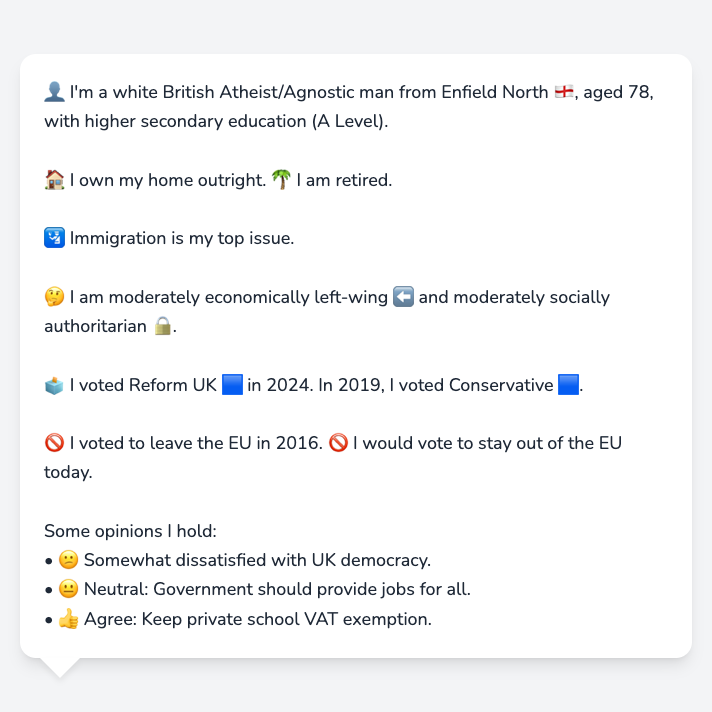 👤 I'm a white British Atheist/Agnostic man from Enfield North 🏴󠁧󠁢󠁥󠁮󠁧󠁿, aged 78,
with higher secondary education (A Level).
🏠 I own my home outright. 🌴 I am retired.
🛂 Immigration is my top issue.
🤔 I am moderately economically left-wing ⬅️ and moderately socially
authoritarian 🔒.
🗳️ I voted Reform UK 🟦 in 2024. In 2019, I voted Conservative 🟦.
🚫 I voted to leave the EU in 2016. 🚫 I would vote to stay out of the EU
today.
Some opinions I hold:
• 🙁 Somewhat dissatisfied with UK democracy.
• 😐 Neutral: Government should provide jobs for all.
• 👍 Agree: Keep private school VAT exemption.